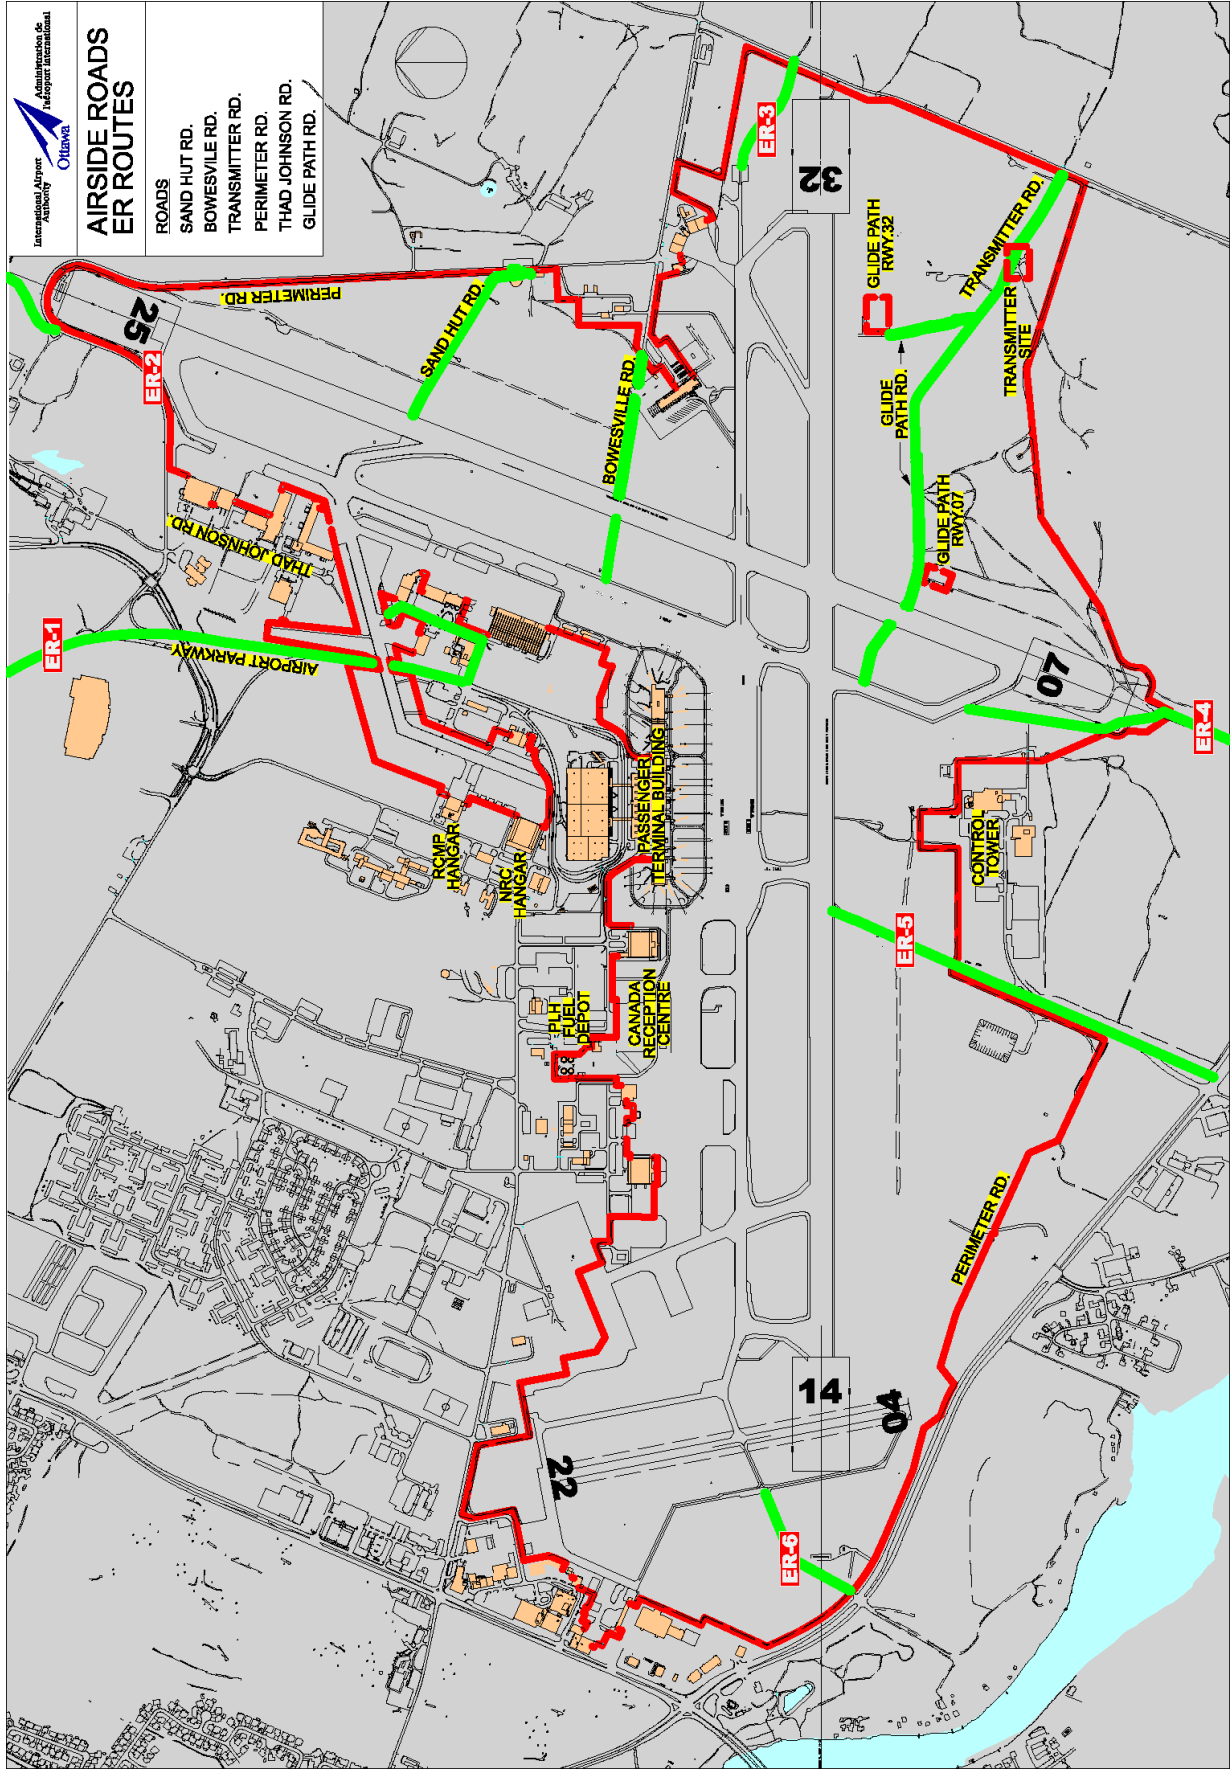 International Airport
Authority
Administration de
l'aéroport international
Ottawa
AIRSIDE ROADS
ER ROUTES
ROADS
SAND HUT RD.
BOWESVILE RD.
TRANSMITTER RD.
PERIMETER RD.
THAD JOHNSON RD.
GLIDE PATH RD.
ER-1
ER-2
25
PERIMETER RD.
SAND HUT RD.
BOWESVILLE RD.
THAD JOHNSON RD.
AIRPORT PARKWAY
ER-3
32
GLIDE PATH
RWY.32
TRANSMITTER RD.
TRANSMITTER
SITE
GLIDE
PATH RD.
GLIDE PATH
RWY.07
07
ER-4
RCMP
HANGAR
NRC
HANGAR
PASSENGER
TERMINAL BUILDING
CONTROL
TOWER
ER-5
PLH
FUEL
DEPOT
CANADA
RECEPTION
CENTRE
PERIMETER RD.
14
04
22
ER-6